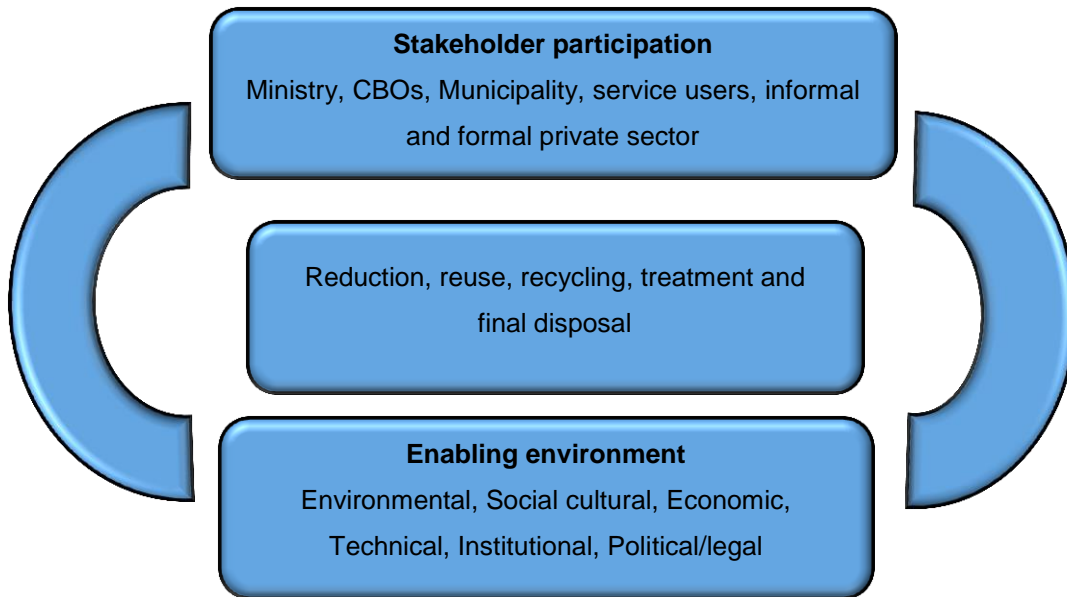 Stakeholder participation
Ministry, CBOs, Municipality, service users, informal
and formal private sector
Reduction, reuse, recycling, treatment and
final disposal
Enabling environment
Environmental, Social cultural, Economic,
Technical, Institutional, Political/legal